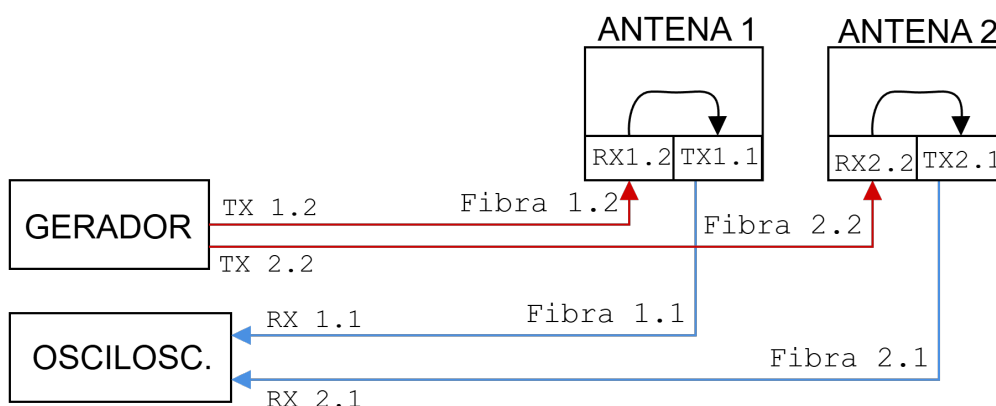 ANTENA 1
ANTENA 2
RX1.2
TX1.1
RX2.2
TX2.1
GERADOR
TX 1.2
Fibra 1.2
Fibra 2.2
TX 2.2
OSCILOSC.
RX 1.1
Fibra 1.1
Fibra 2.1
RX 2.1